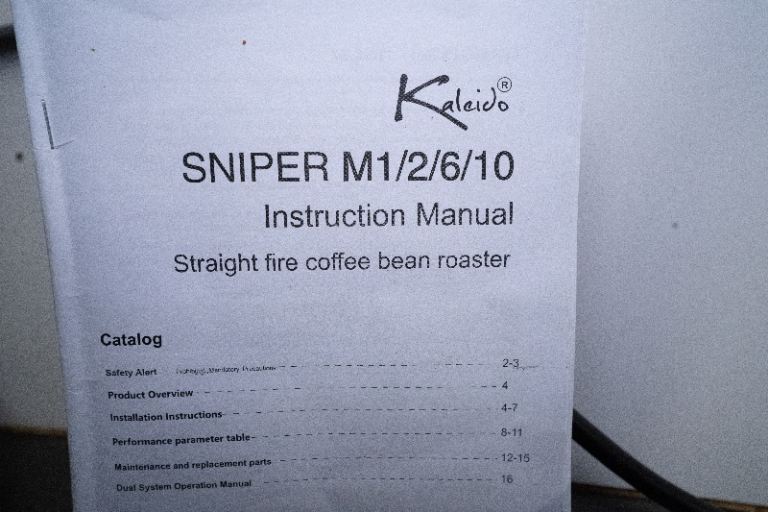 Kaleido®
SNIPER M1/2/6/10
Instruction Manual
Straight fire coffee bean roaster
Catalog
Safety Alert 2-3
Product Overview 4
Installation Instructions 4-7
Performance parameter table 8-11
Maintenance and replacement parts 12-15
Dual System Operation Manual 16